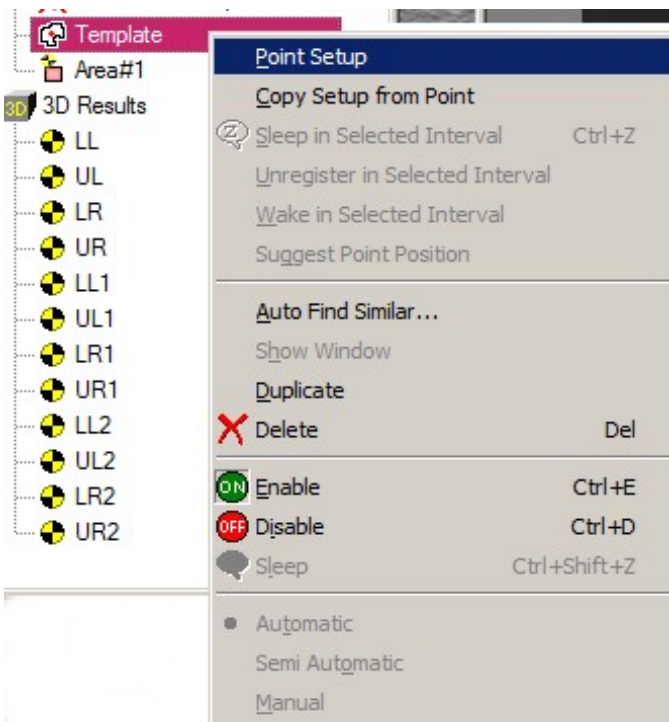 Template
Area#1
3D 3D Results
LL
UL
LR
UR
LL1
UL1
LR1
UR1
LL2
UL2
LR2
UR2
Point Setup
Copy Setup from Point
Z Sleep in Selected Interval Ctrl+Z
Unregister in Selected Interval
Wake in Selected Interval
Suggest Point Position
Auto Find Similar...
Show Window
Duplicate
Delete Del
ON Enable Ctrl+E
OFF Disable Ctrl+D
Sleep Ctrl+Shift+Z
Automatic
Semi Automatic
Manual